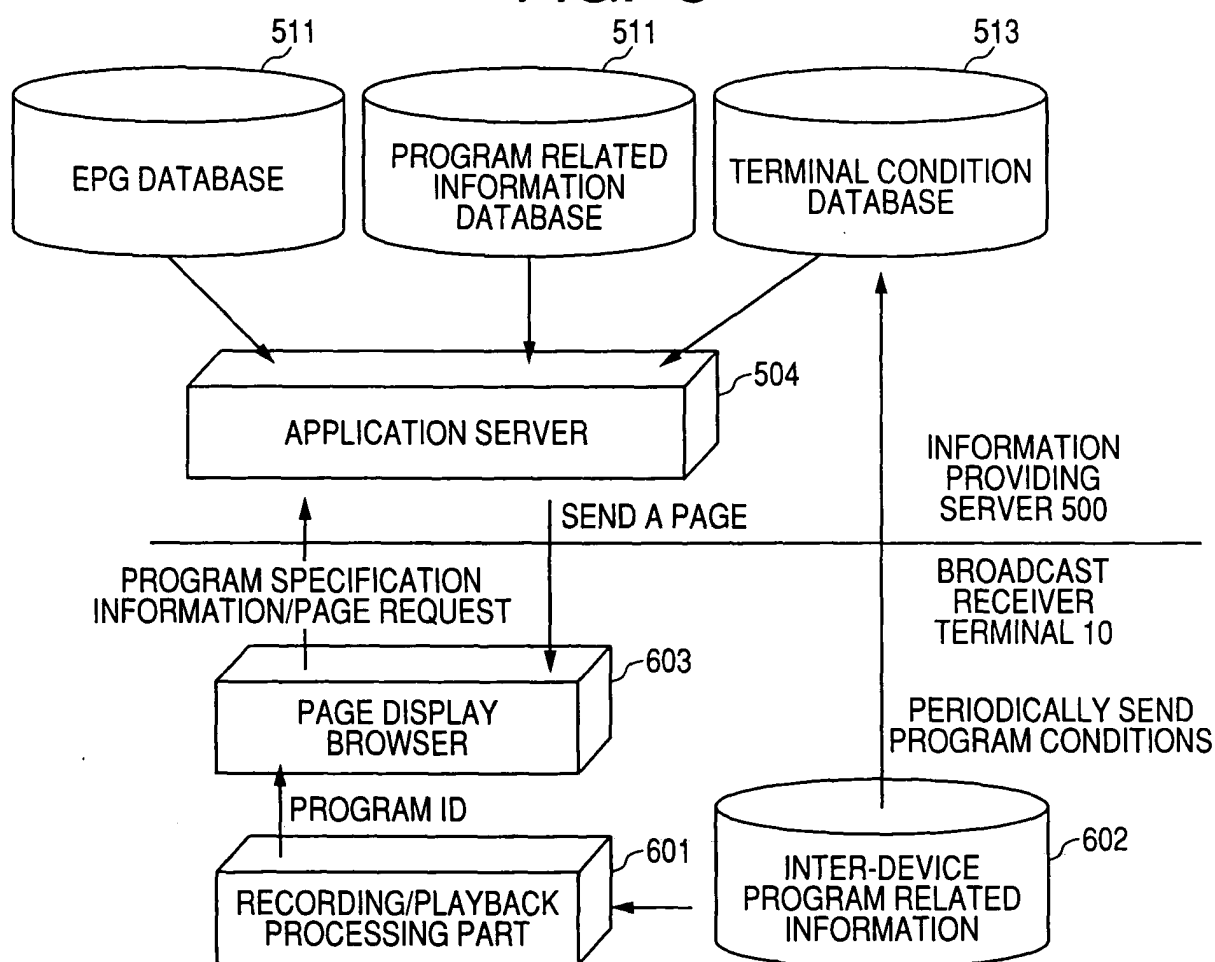 511
511
513
EPG DATABASE
PROGRAM RELATED
INFORMATION
DATABASE
TERMINAL CONDITION
DATABASE
504
APPLICATION SERVER
INFORMATION
PROVIDING
SERVER 500
SEND A PAGE
PROGRAM SPECIFICATION
INFORMATION/PAGE REQUEST
BROADCAST
RECEIVER
TERMINAL 10
603
PAGE DISPLAY
BROWSER
PERIODICALLY SEND
PROGRAM CONDITIONS
PROGRAM ID
601
RECORDING/PLAYBACK
PROCESSING PART
602
INTER-DEVICE
PROGRAM RELATED
INFORMATION